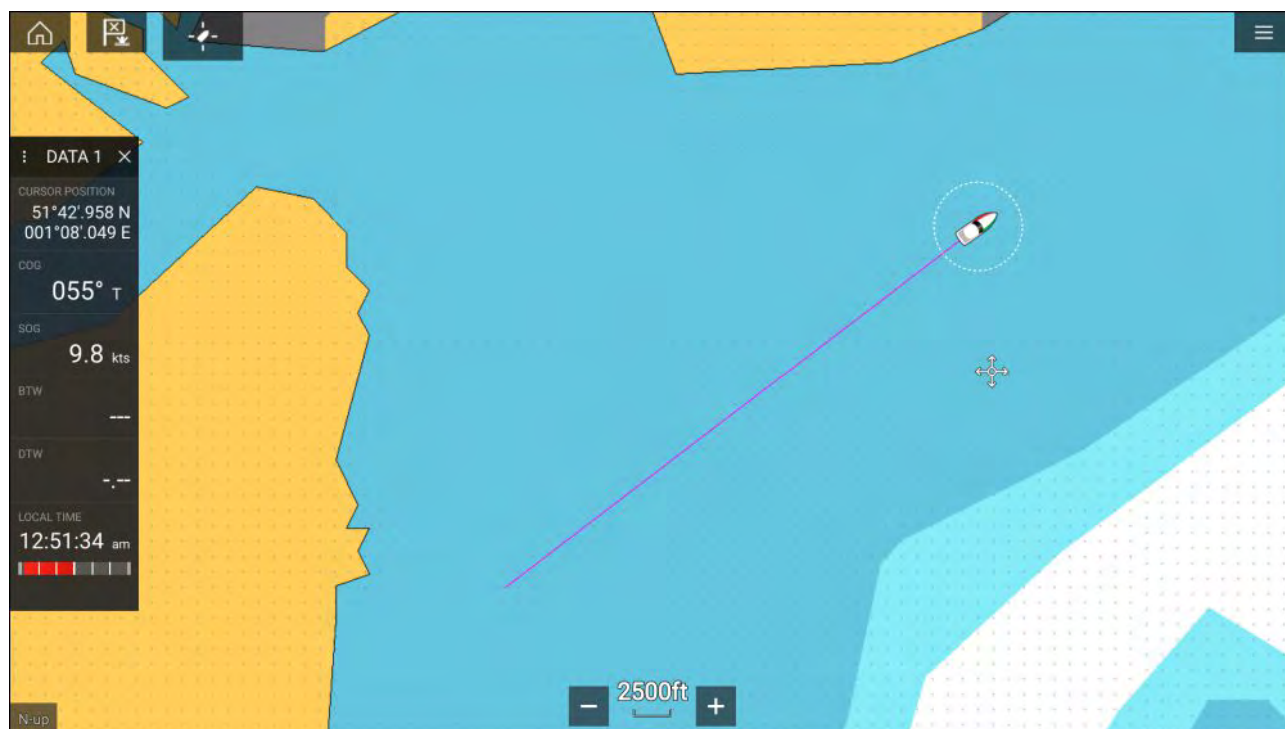 DATA 1
CURSOR POSITION
51°42'.958 N
001°08'.049 E
COG
055° T
SOG
9.8 kts
BTW
---
DTW
-.--
LOCAL TIME
12:51:34 am
N-up
2500ft